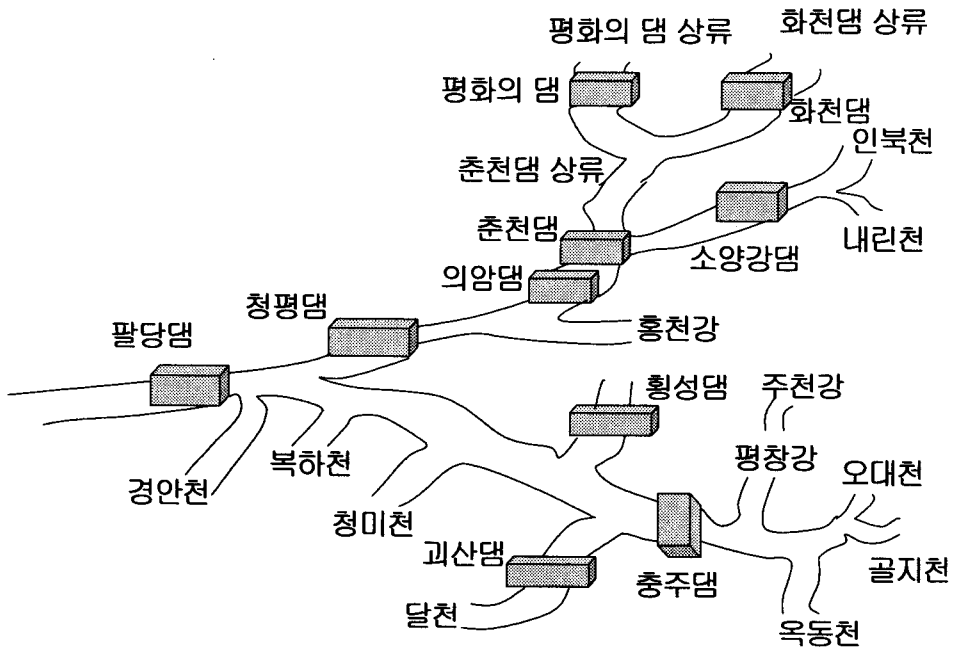 평화의 댐 상류
화천댐 상류
평화의 댐
화천댐
인북천
춘천댐 상류
춘천댐
내린천
소양강댐
의암댐
청평댐
홍천강
팔당댐
횡성댐
주천강
평창강
오대천
복하천
경안천
청미천
괴산댐
골지천
충주댐
달천
옥동천